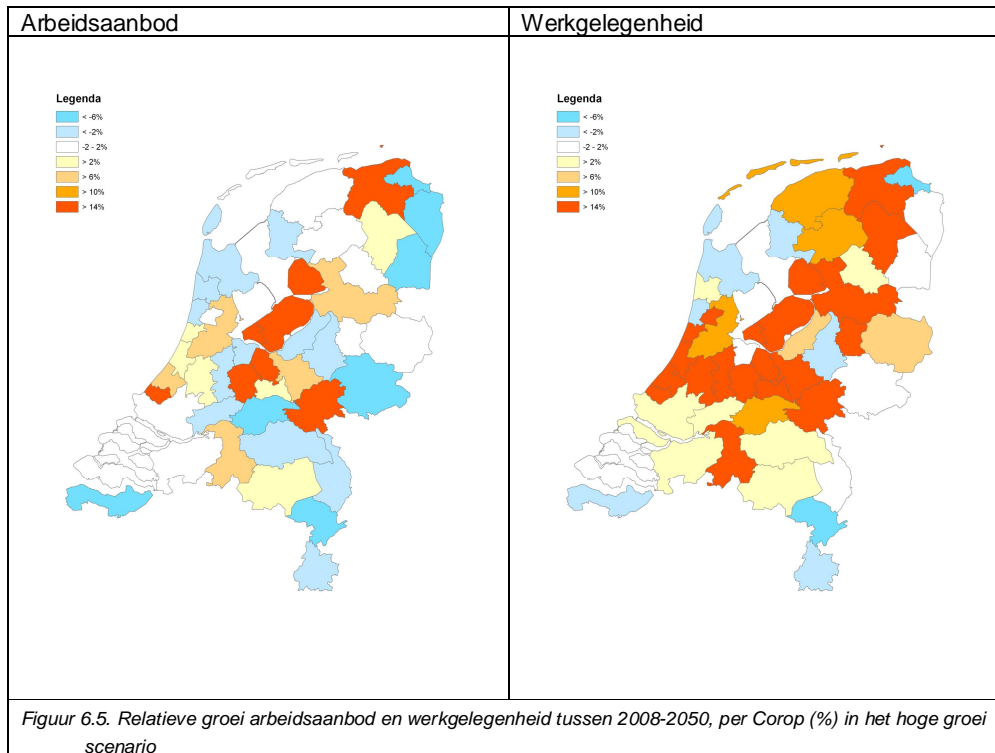 Arbeidsaanbod
Werkgelegenheid
Legenda
< -6%
< -2%
-2 - 2%
> 2%
> 6%
> 10%
> 14%
Legenda
< -6%
< -2%
-2 - 2%
> 2%
> 6%
> 10%
> 14%
Figuur 6.5. Relatieve groei arbeidsaanbod en werkgelegenheid tussen 2008-2050, per Corop (%) in het hoge groei
scenario